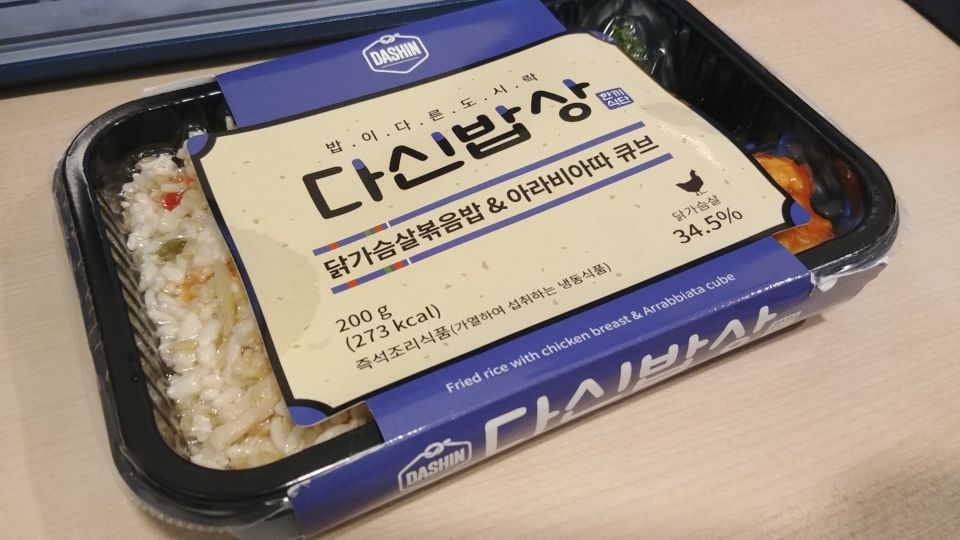 DASHIN
밥.이.다.른.도.시.락
다신밥상
한끼
식단
닭가슴살볶음밥 & 아라비아따 큐브
닭가슴살
34.5%
200 g
(273 kcal)
즉석조리식품(가열하여 섭취하는 냉동식품)
Fried rice with chicken breast & Arrabbiata cube
DASHIN
다신밥상